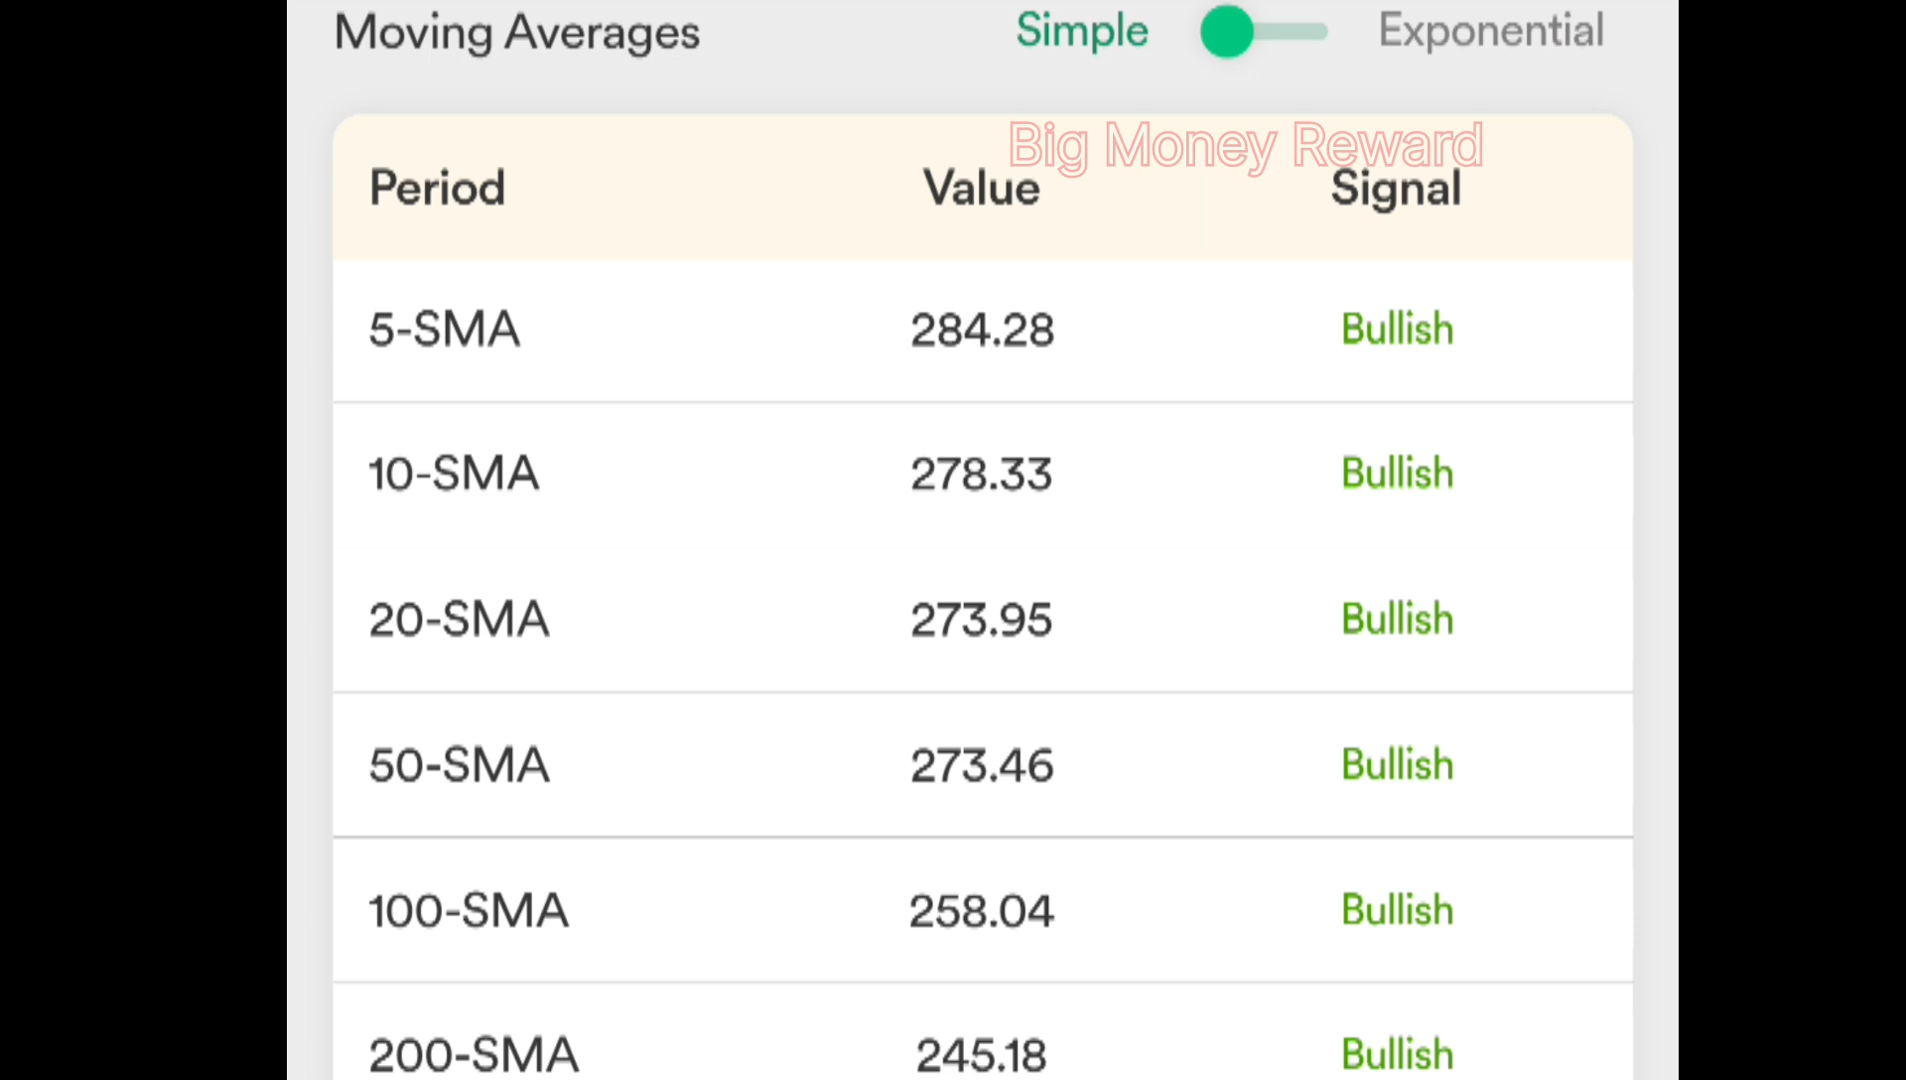 Moving Averages Simple Exponential
Big Money Reward
Period Value Signal
5-SMA 284.28 Bullish
10-SMA 278.33 Bullish
20-SMA 273.95 Bullish
50-SMA 273.46 Bullish
100-SMA 258.04 Bullish
200-SMA 245.18 Bullish